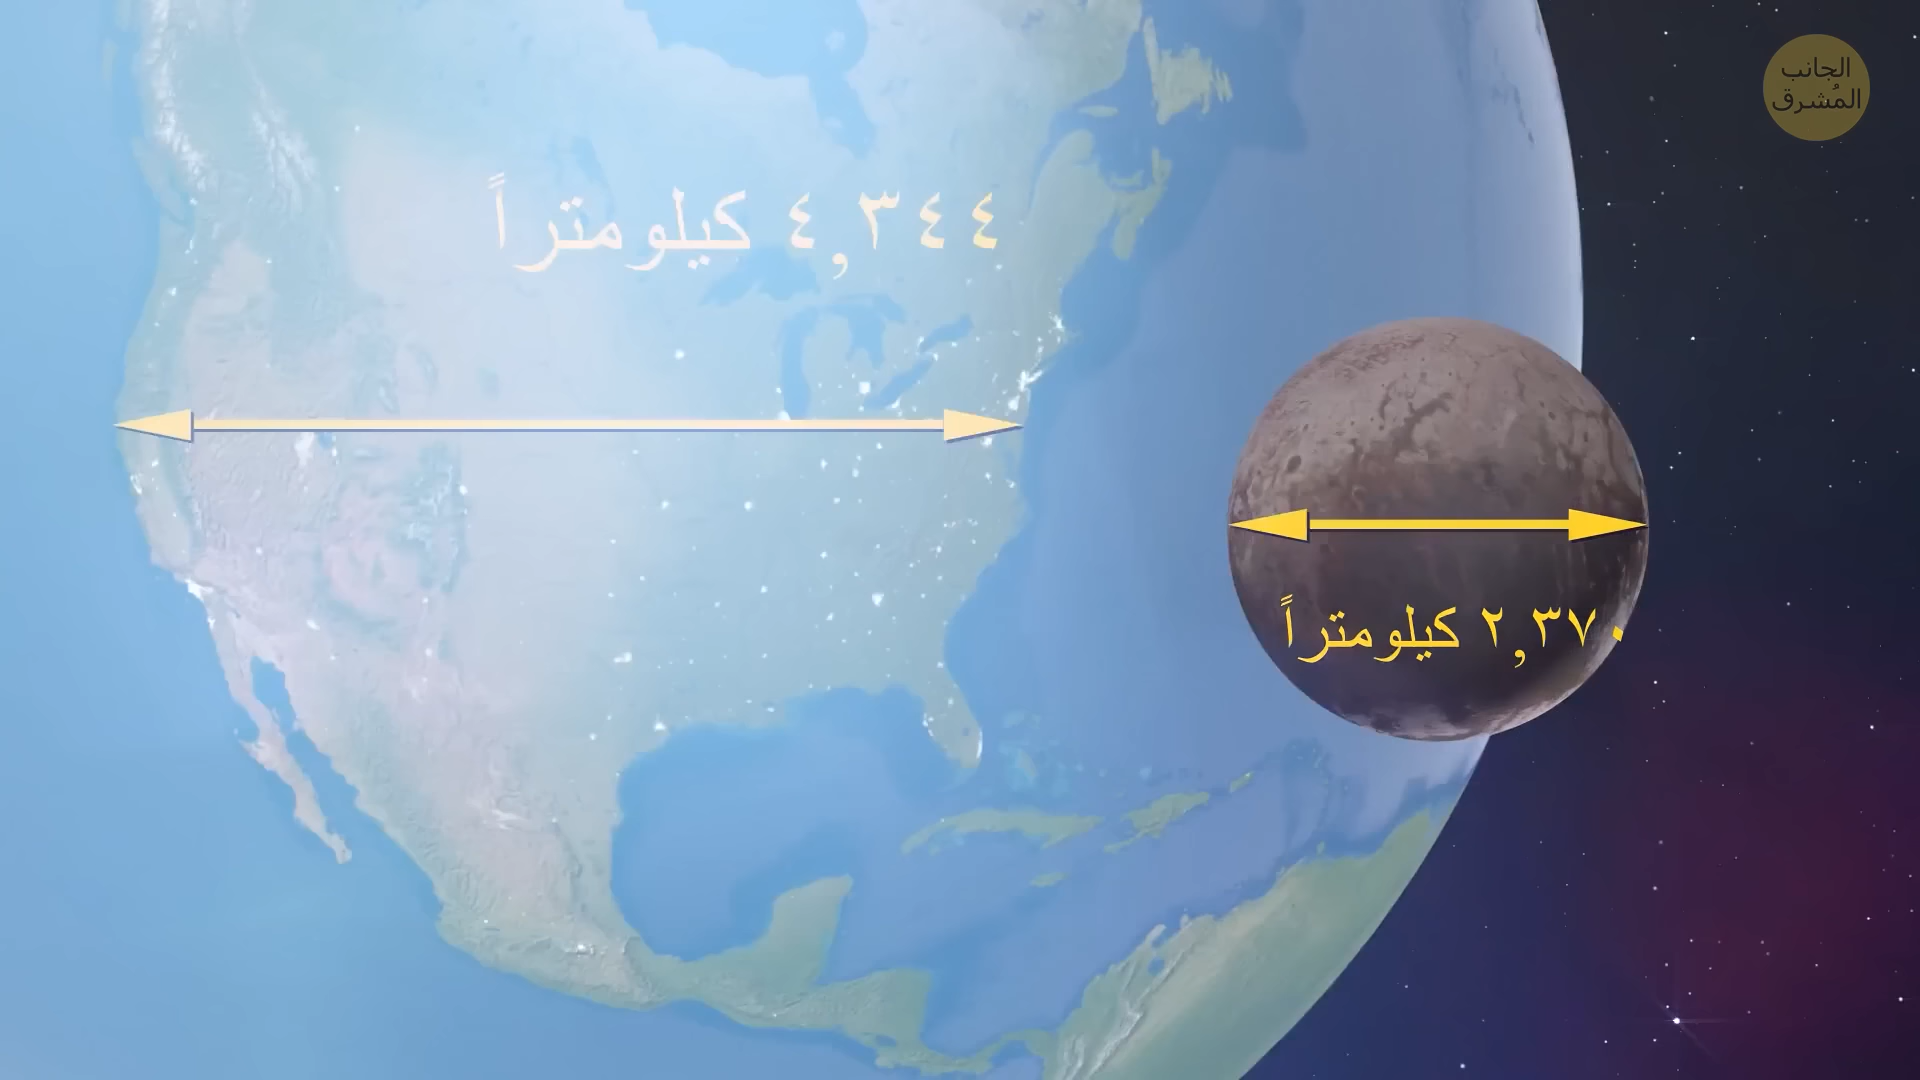 الجانب
المُشرق
٤,٣٤٤ كيلومتراً
٢,٣٧٠ كيلومتراً